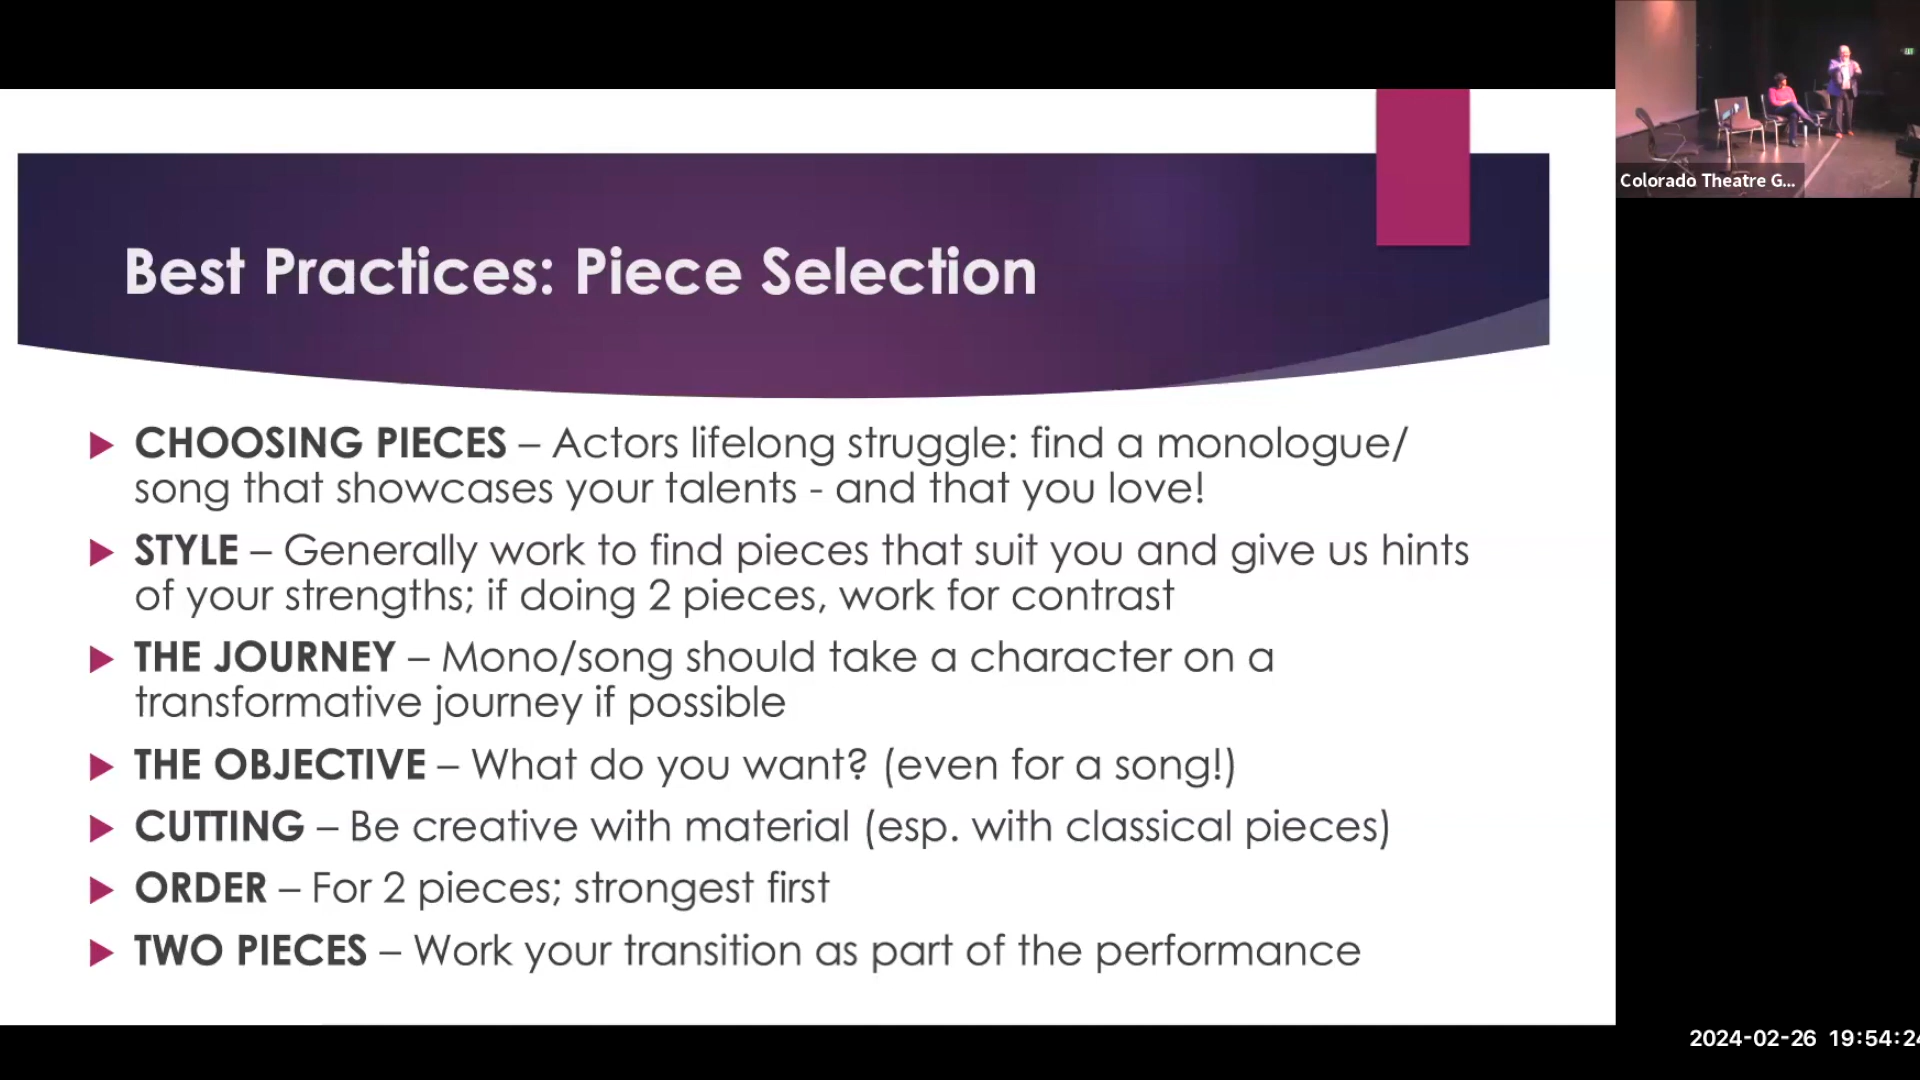 Colorado Theatre G...
Best Practices: Piece Selection
CHOOSING PIECES – Actors lifelong struggle: find a monologue/
song that showcases your talents - and that you love!
STYLE – Generally work to find pieces that suit you and give us hints
of your strengths; if doing 2 pieces, work for contrast
THE JOURNEY – Mono/song should take a character on a
transformative journey if possible
THE OBJECTIVE – What do you want? (even for a song!)
CUTTING – Be creative with material (esp. with classical pieces)
ORDER – For 2 pieces; strongest first
TWO PIECES – Work your transition as part of the performance
2024-02-26 19:54:24